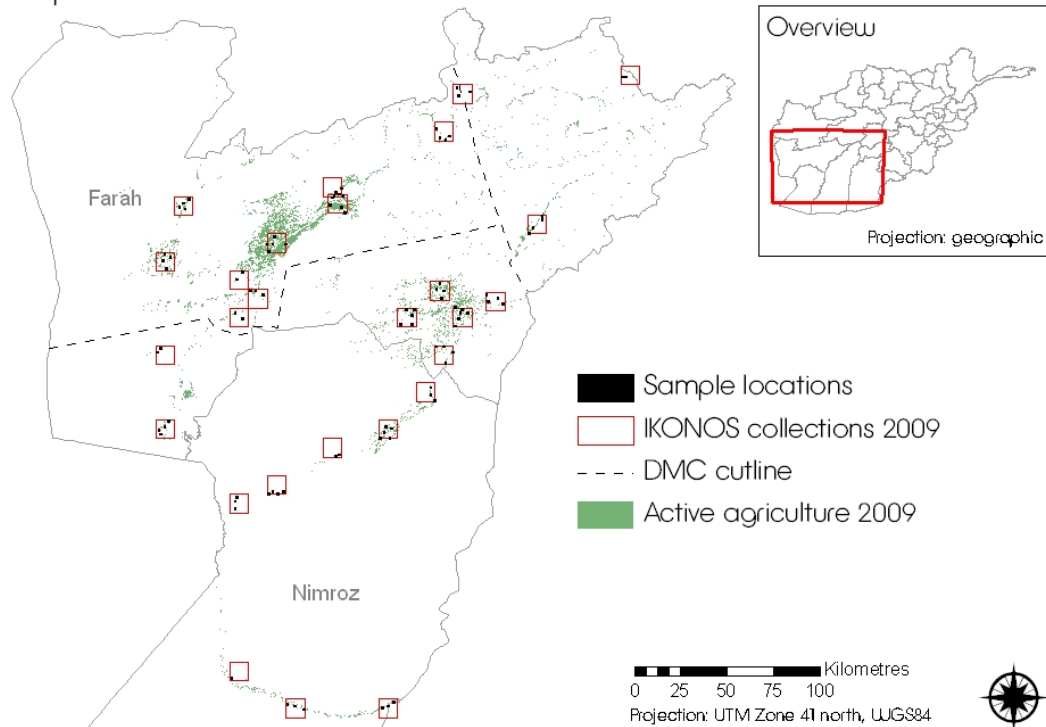 Overview
Projection: geographic
Farah
Sample locations
IKONOS collections 2009
DMC cutline
Active agriculture 2009
Nimroz
Kilometres
0 25 50 75 100
Projection: UTM Zone 41 north, WGS84